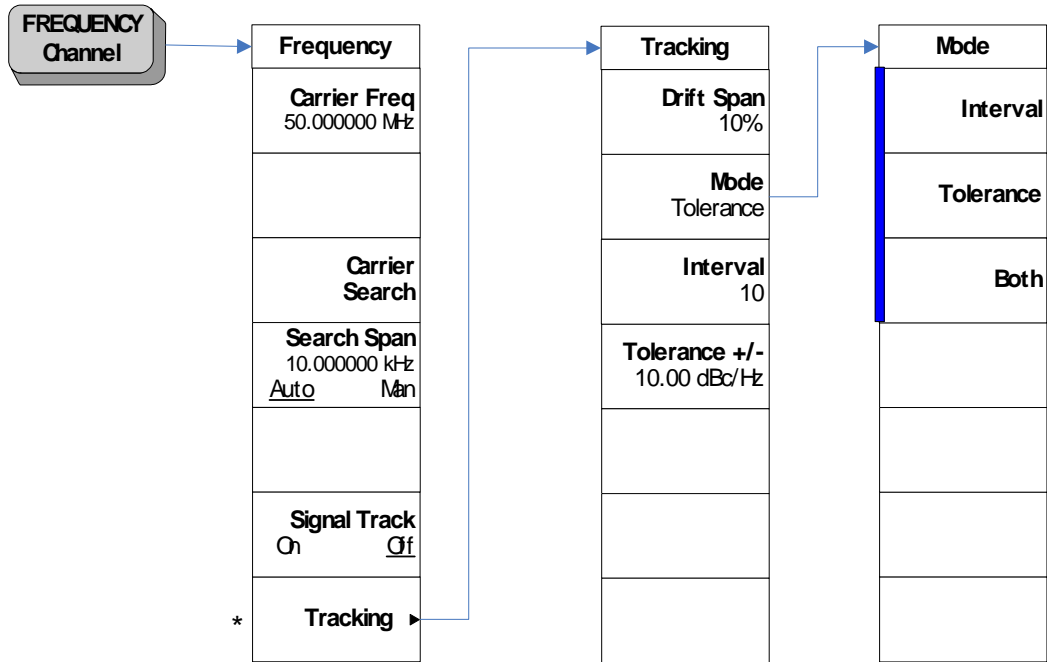 FREQUENCY
Channel
Frequency
Carrier Freq
50.000000 MHz
Carrier
Search
Search Span
10.000000 kHz
Auto Man
Signal Track
On Off
* Tracking
Tracking
Drift Span
10%
Mode
Tolerance
Interval
10
Tolerance +/-
10.00 dBc/Hz
Mode
Interval
Tolerance
Both